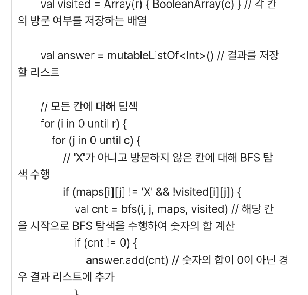 val visited = Array(r) { BooleanArray(c) } // 각 칸
의 방문 여부를 저장하는 배열
val answer = mutableListOf<Int>() // 결과를 저장
할 리스트
// 모든 칸에 대해 탐색
for (i in 0 until r) {
for (j in 0 until c) {
// 'X'가 아니고 방문하지 않은 칸에 대해 BFS 탐
색 수행
if (maps[i][j] != 'X' && !visited[i][j]) {
val cnt = bfs(i, j, maps, visited) // 해당 칸
을 시작으로 BFS 탐색을 수행하여 숫자의 합 계산
if (cnt != 0) {
answer.add(cnt) // 숫자의 합이 0이 아닌 경
우 결과 리스트에 추가
}